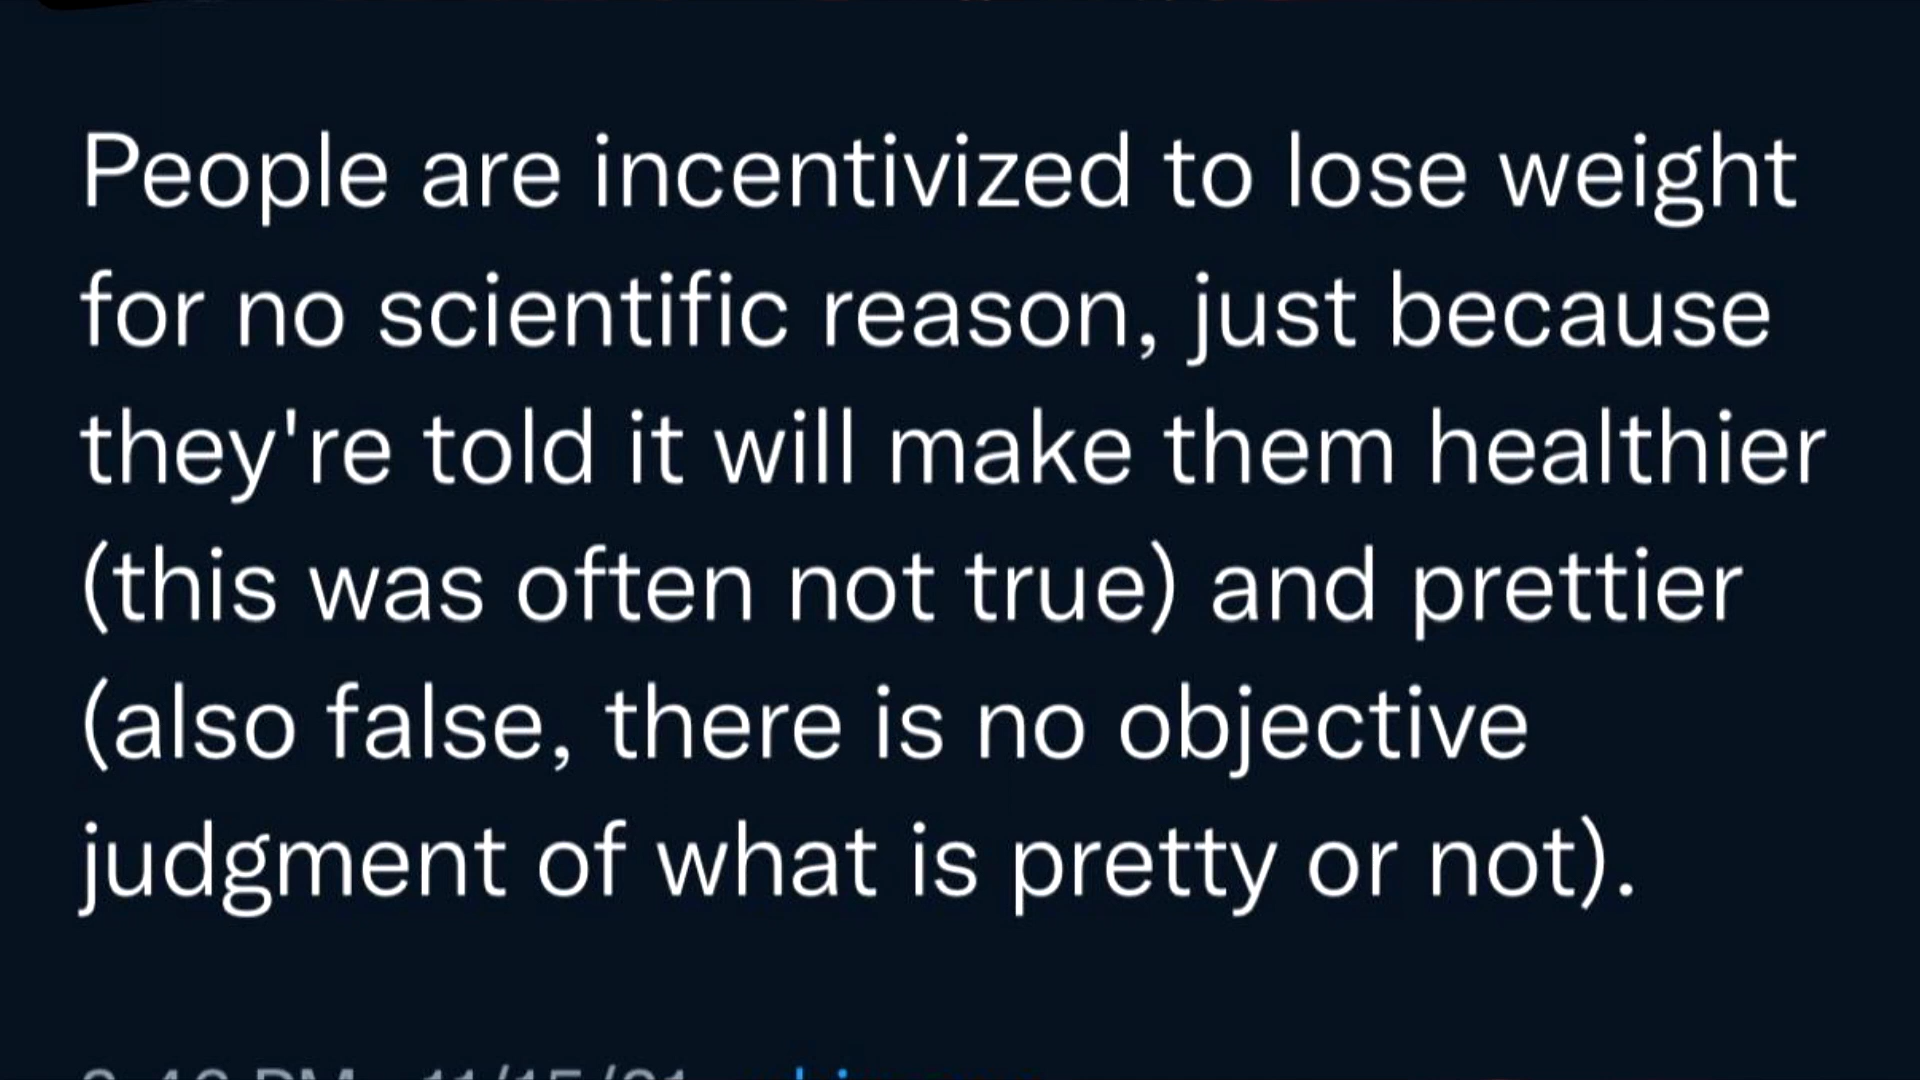 People are incentivized to lose weight
for no scientific reason, just because
they're told it will make them healthier
(this was often not true) and prettier
(also false, there is no objective
judgment of what is pretty or not).